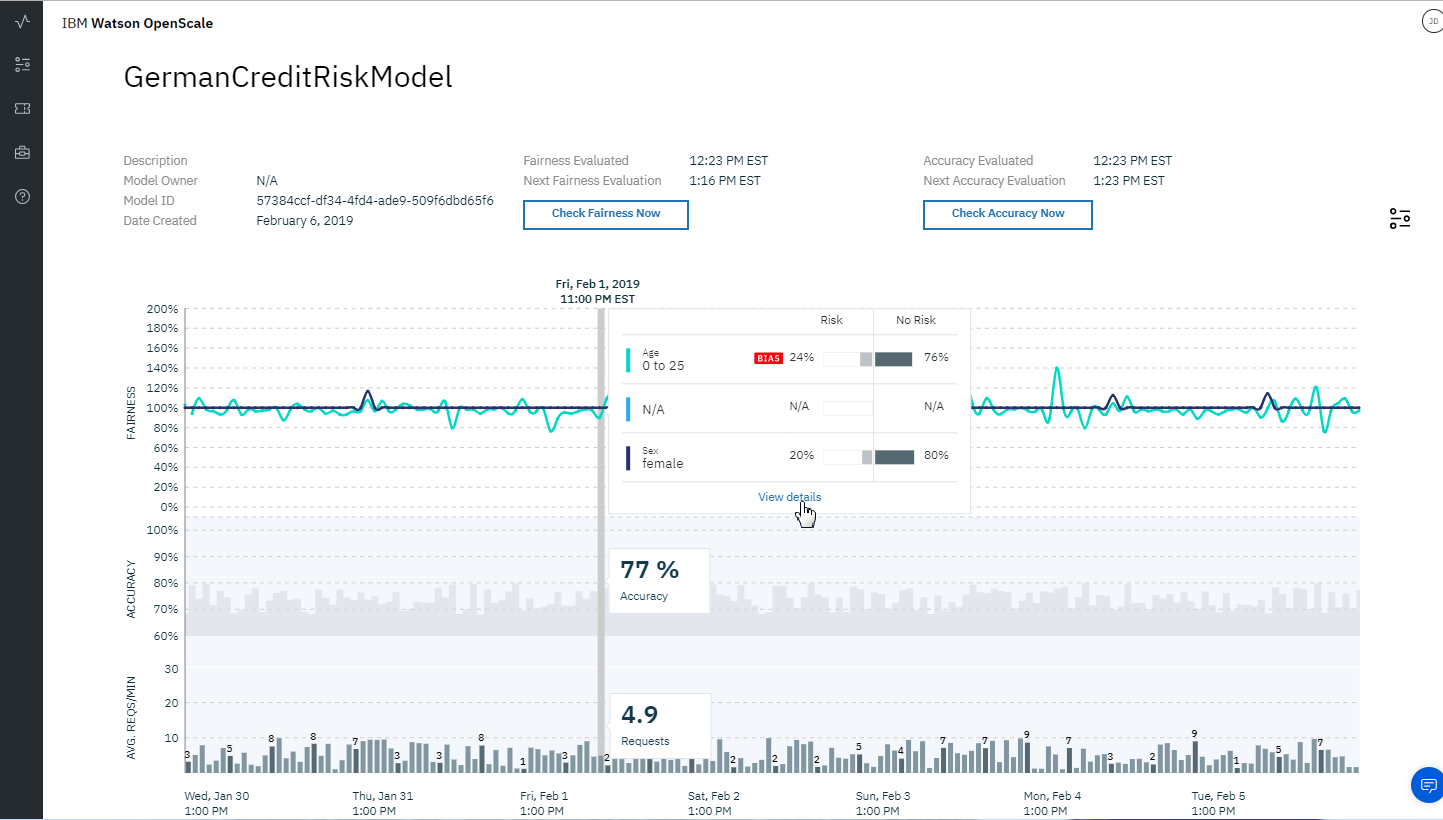 IBM Watson OpenScale
JD
GermanCreditRiskModel
Description
Model Owner N/A
Model ID 57384ccf-df34-4fd4-ade9-509f6dbd65f6
Date Created February 6, 2019
Fairness Evaluated 12:23 PM EST
Next Fairness Evaluation 1:16 PM EST
Check Fairness Now
Accuracy Evaluated 12:23 PM EST
Next Accuracy Evaluation 1:23 PM EST
Check Accuracy Now
Fri, Feb 1, 2019
11:00 PM EST
FAIRNESS
200%
180%
160%
140%
120%
100%
80%
60%
40%
20%
0%
Risk No Risk
Age
0 to 25 BIAS 24% 76%
N/A N/A N/A
Sex
female 20% 80%
View details
ACCURACY
100%
90%
80%
70%
60%
77 %
Accuracy
AVG. REQS/MIN
30
20
10
4.9
Requests
3 5 8 8 7 3 3 8 1 3 2 2 2 2 5 4 7 7 9 7 3 2 9 1 5 7
Wed, Jan 30 Thu, Jan 31 Fri, Feb 1 Sat, Feb 2 Sun, Feb 3 Mon, Feb 4 Tue, Feb 5
1:00 PM 1:00 PM 1:00 PM 1:00 PM 1:00 PM 1:00 PM 1:00 PM